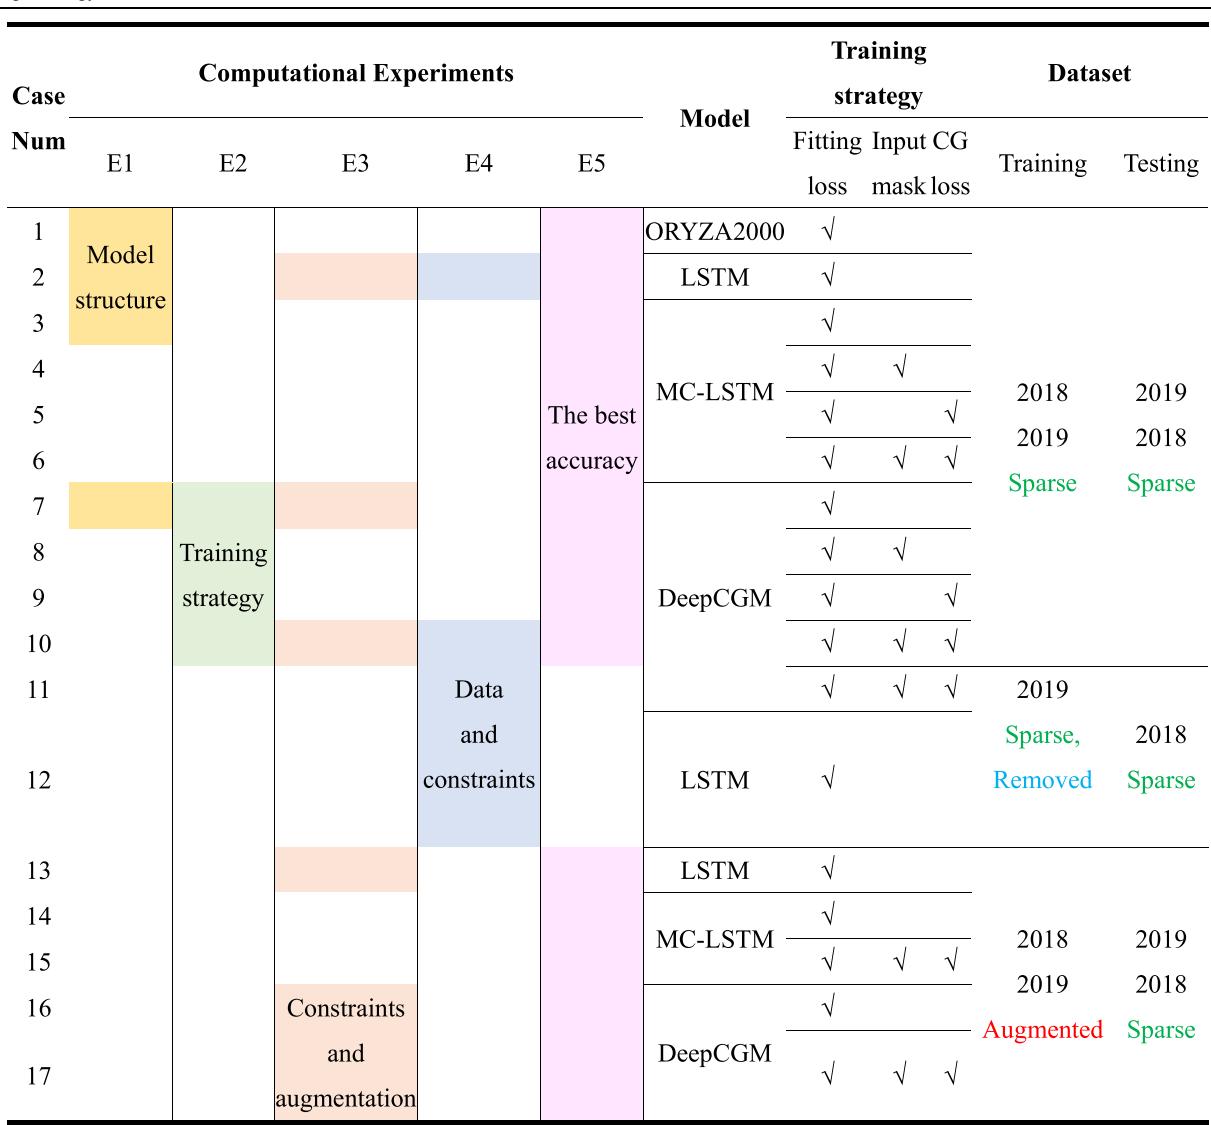 Computational Experiments
Training
strategy
Dataset
Case
Num
Model
E1 E2 E3 E4 E5
Fitting
loss
Input
mask
CG
loss
Training Testing
1 ORYZA2000 √
Model
structure
2 LSTM √
3 √
4 √ √
MC-LSTM
2018 2019
5 √ √
The best
accuracy
2019 2018
6 √ √ √
Sparse Sparse
7 √
8 √ √
Training
strategy
9 DeepCGM √ √
10 √ √ √
11 √ √ √
Data
and
constraints
2019
Sparse,
Removed
2018
Sparse
12 LSTM √
13 LSTM √
14 √
MC-LSTM
15 √ √ √
2018 2019
2019 2018
Augmented Sparse
16 √
Constraints
and
augmentation
DeepCGM
17 √ √ √